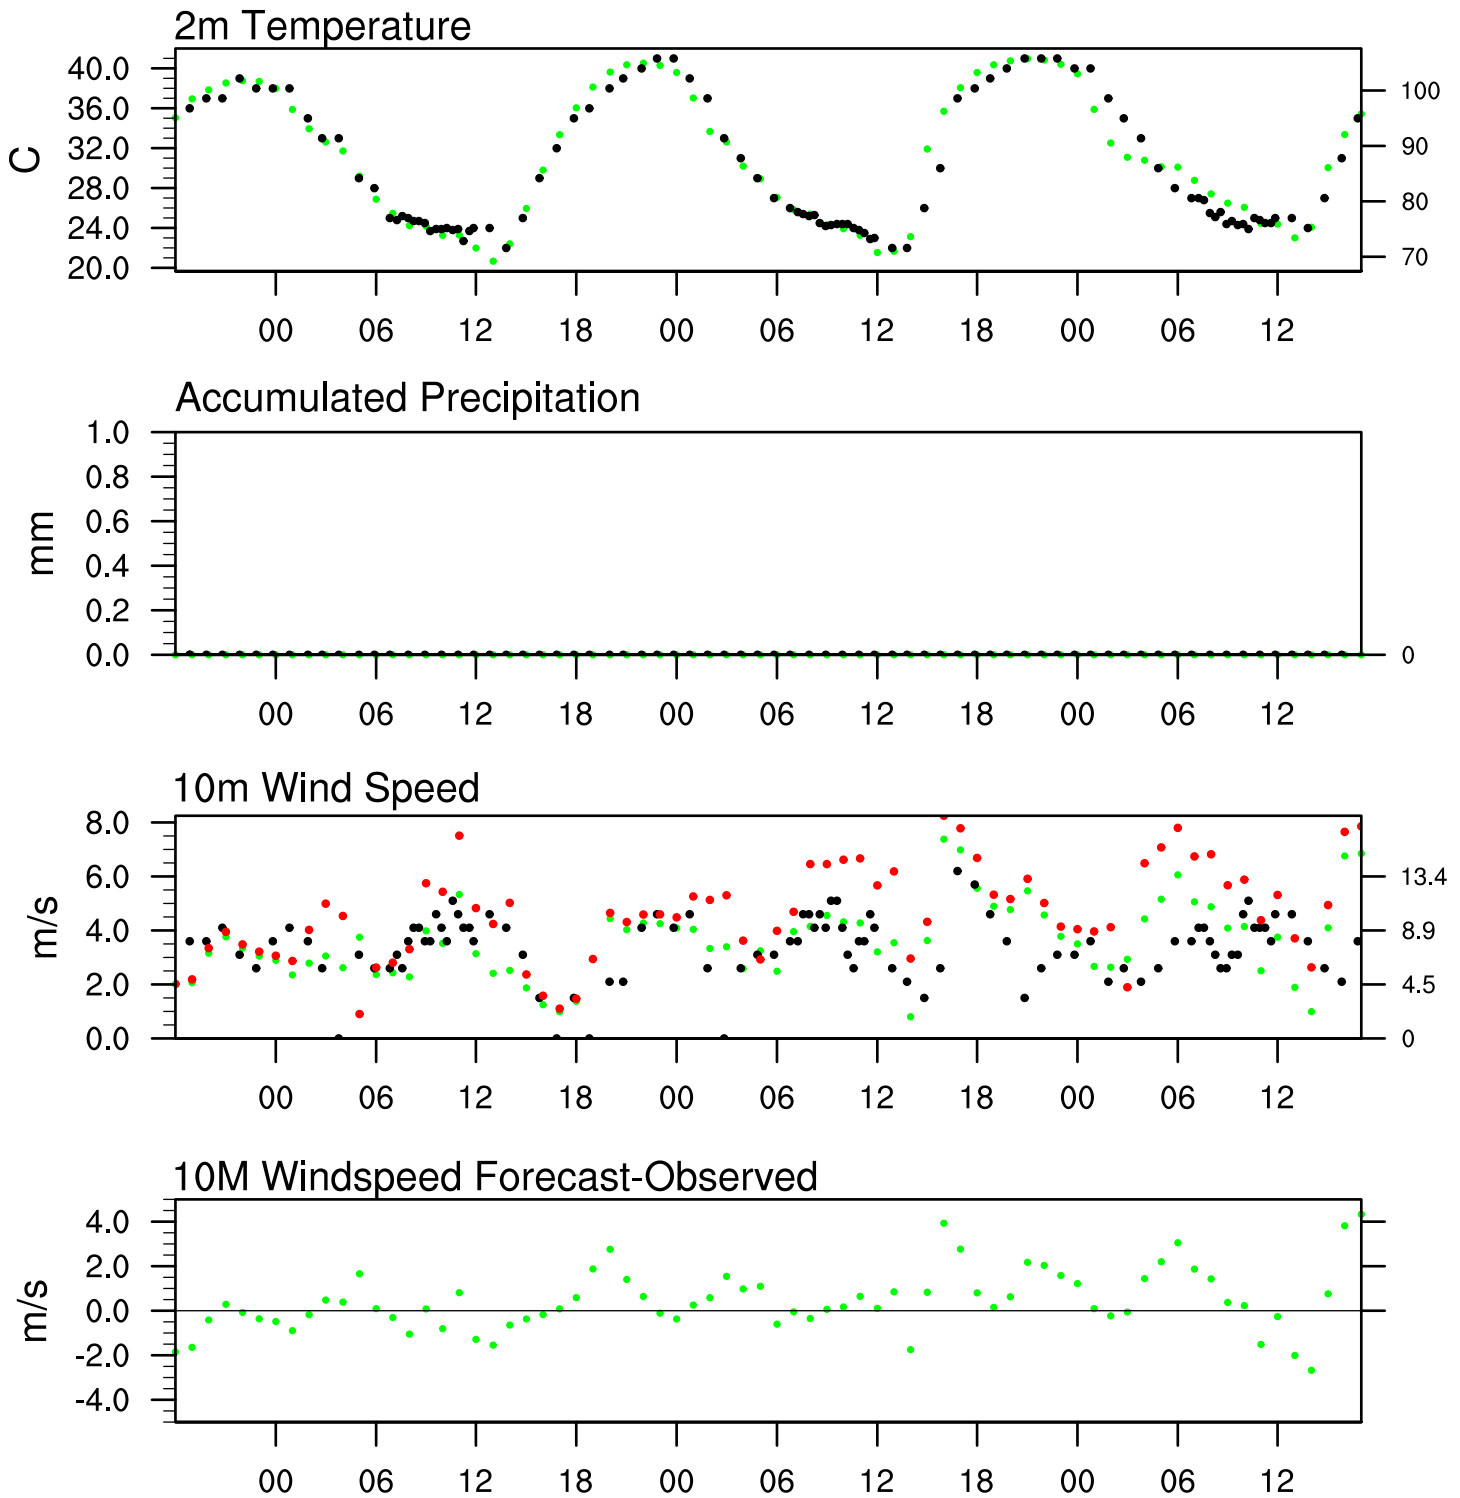 2m Temperature
40.0
36.0
32.0
28.0
24.0
20.0
C
100
90
80
70
00 06 12 18 00 06 12 18 00 06 12
Accumulated Precipitation
1.0
0.8
0.6
0.4
0.2
0.0
mm
0
00 06 12 18 00 06 12 18 00 06 12
10m Wind Speed
8.0
6.0
4.0
2.0
0.0
m/s
13.4
8.9
4.5
0
00 06 12 18 00 06 12 18 00 06 12
10M Windspeed Forecast-Observed
4.0
2.0
0.0
-2.0
-4.0
m/s
00 06 12 18 00 06 12 18 00 06 12